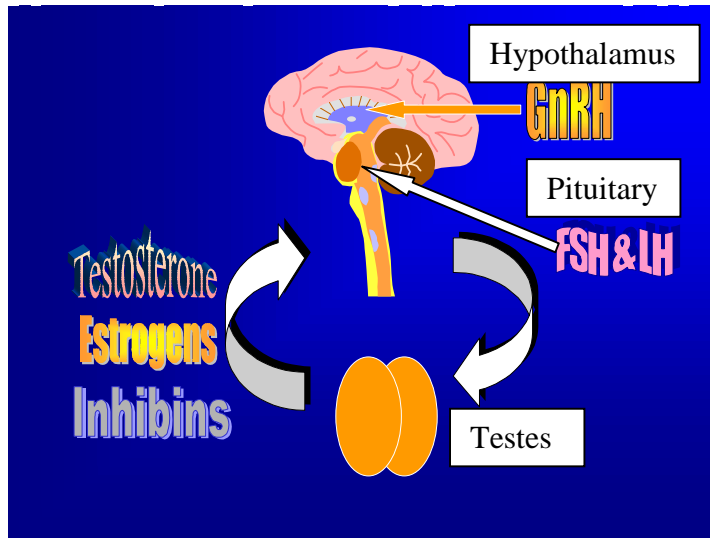 Hypothalamus
GnRH
Pituitary
FSH & LH
Testosterone
Estrogens
Inhibins
Testes